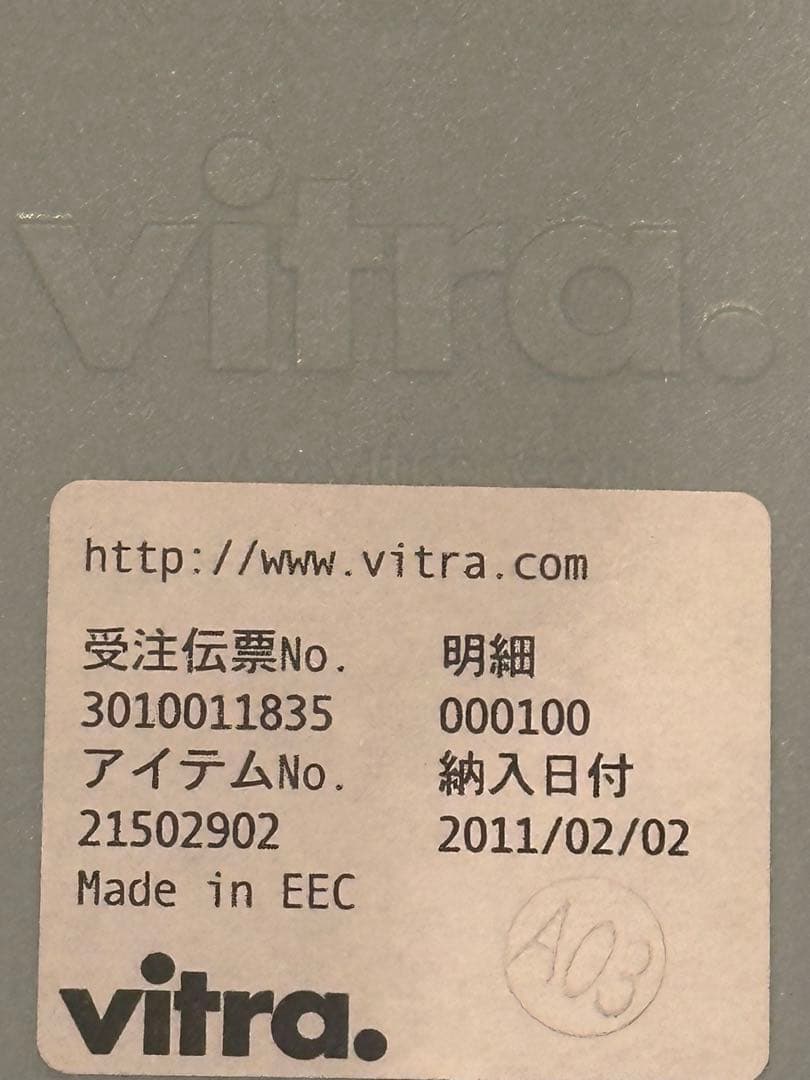 vitra.
http://www.vitra.com
受注伝票No. 明細
3010011835 000100
アイテムNo. 納入日付
21502902 2011/02/02
Made in EEC
A03
vitra.